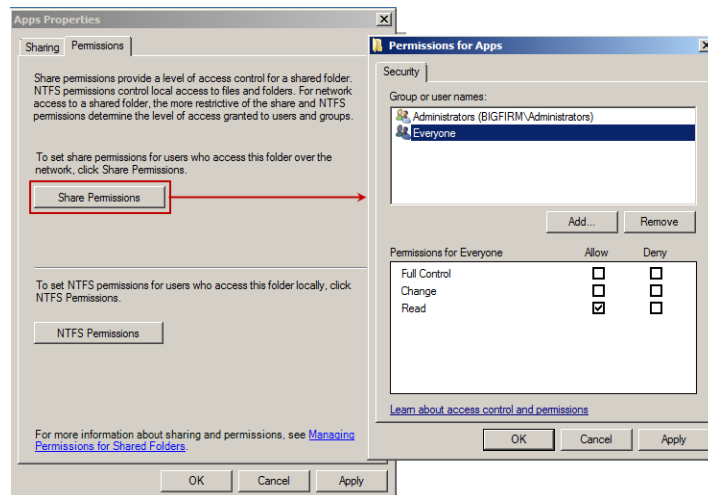 Apps Properties
Sharing
Permissions
Share permissions provide a level of access control for a shared folder.
NTFS permissions control local access to files and folders. For network
access to a shared folder, the more restrictive of the share and NTFS
permissions determine the level of access granted to users and groups.
To set share permissions for users who access this folder over the
network, click Share Permissions.
Share Permissions
To set NTFS permissions for users who access this folder locally, click
NTFS Permissions.
NTFS Permissions
For more information about sharing and permissions, see Managing
Permissions for Shared Folders.
OK Cancel Apply
Permissions for Apps
Security
Group or user names:
Administrators (BIGFIRM\Administrators)
Everyone
Add... Remove
Permissions for Everyone Allow Deny
Full Control
Change
Read
Learn about access control and permissions
OK Cancel Apply